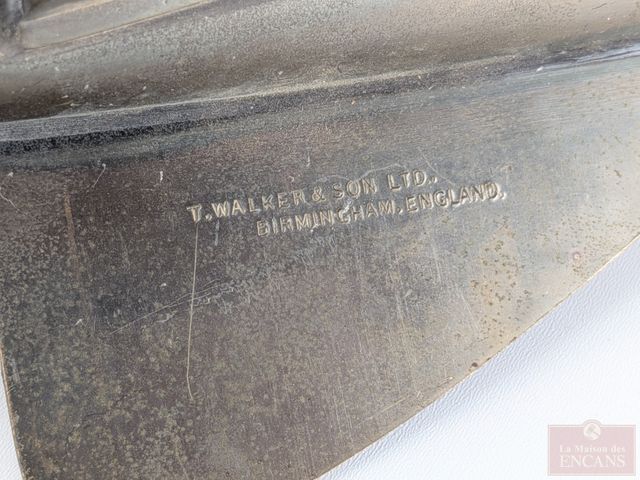 T. WALKER & SON LTD.,
BIRMINGHAM, ENGLAND.
La Maison des
ENCANS